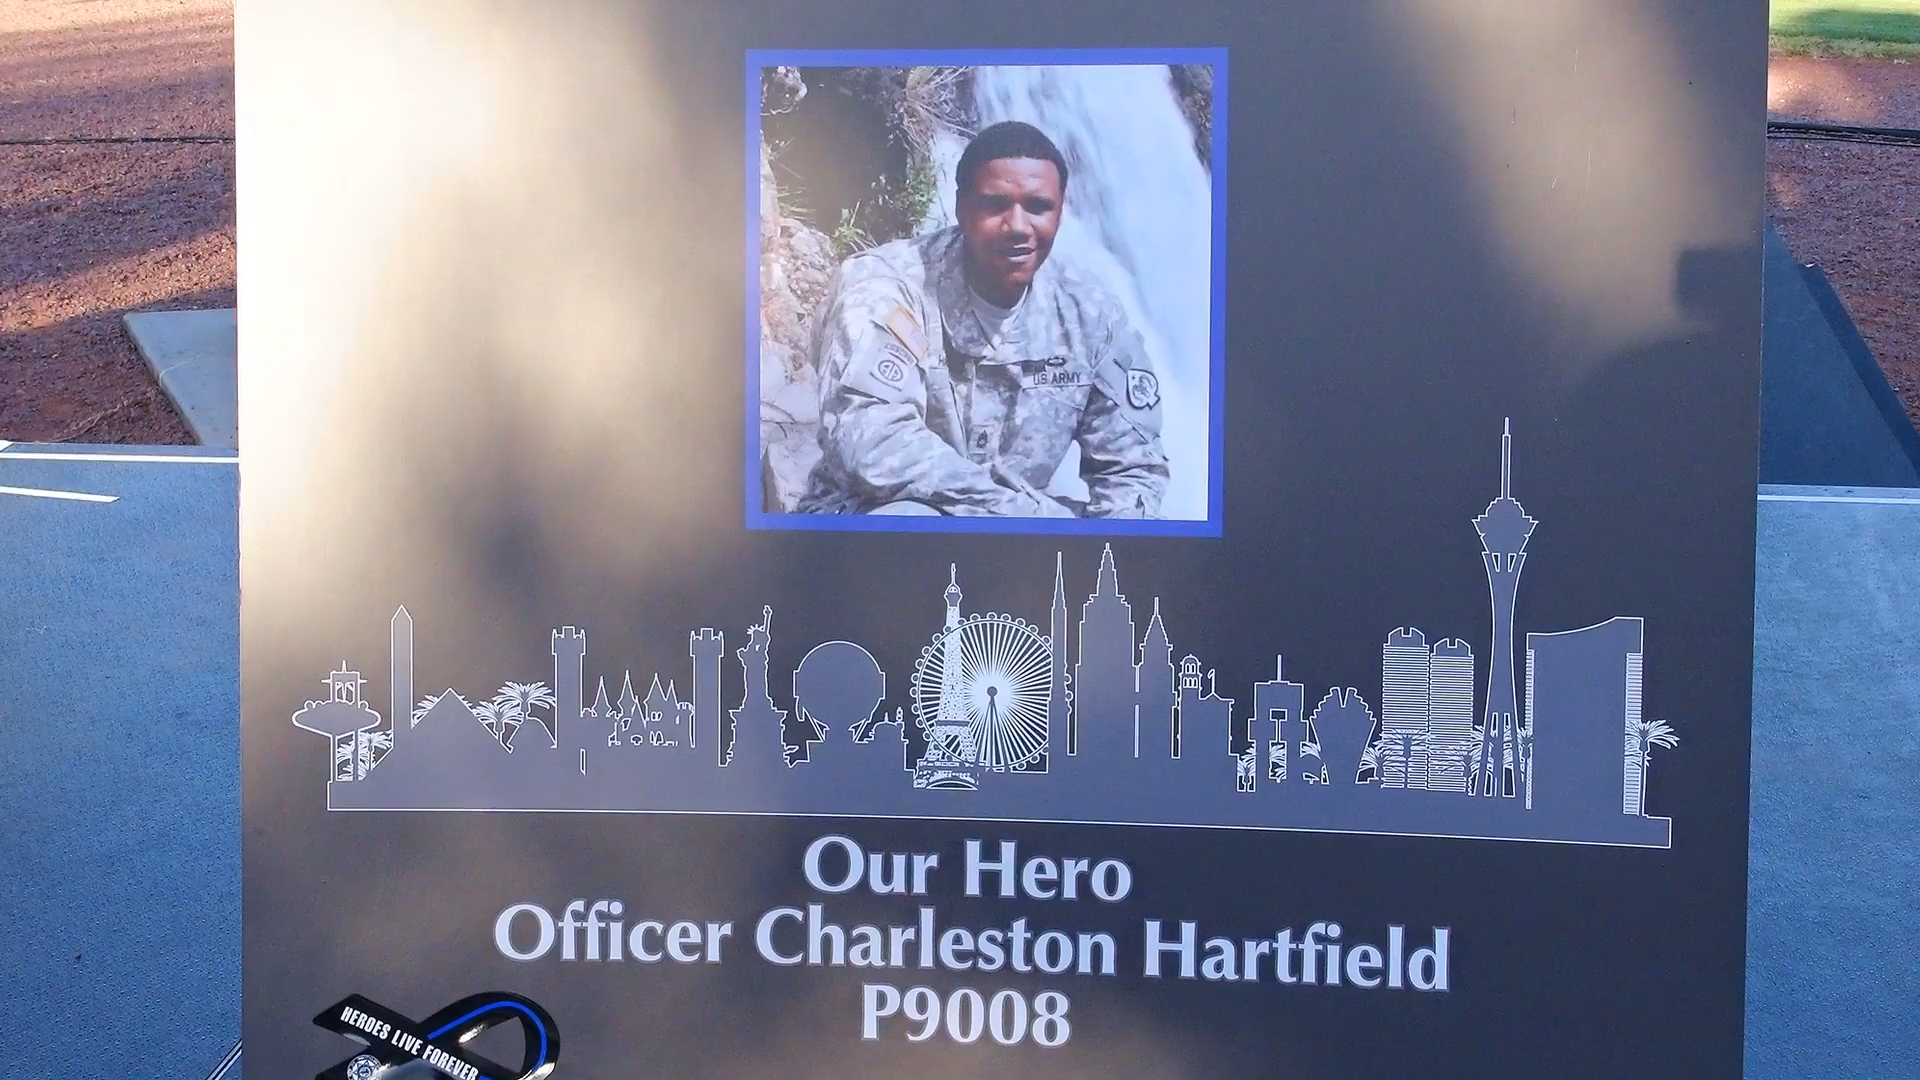 US ARMY
Our Hero
Officer Charleston Hartfield
P9008
HEROES LIVE FOREVER